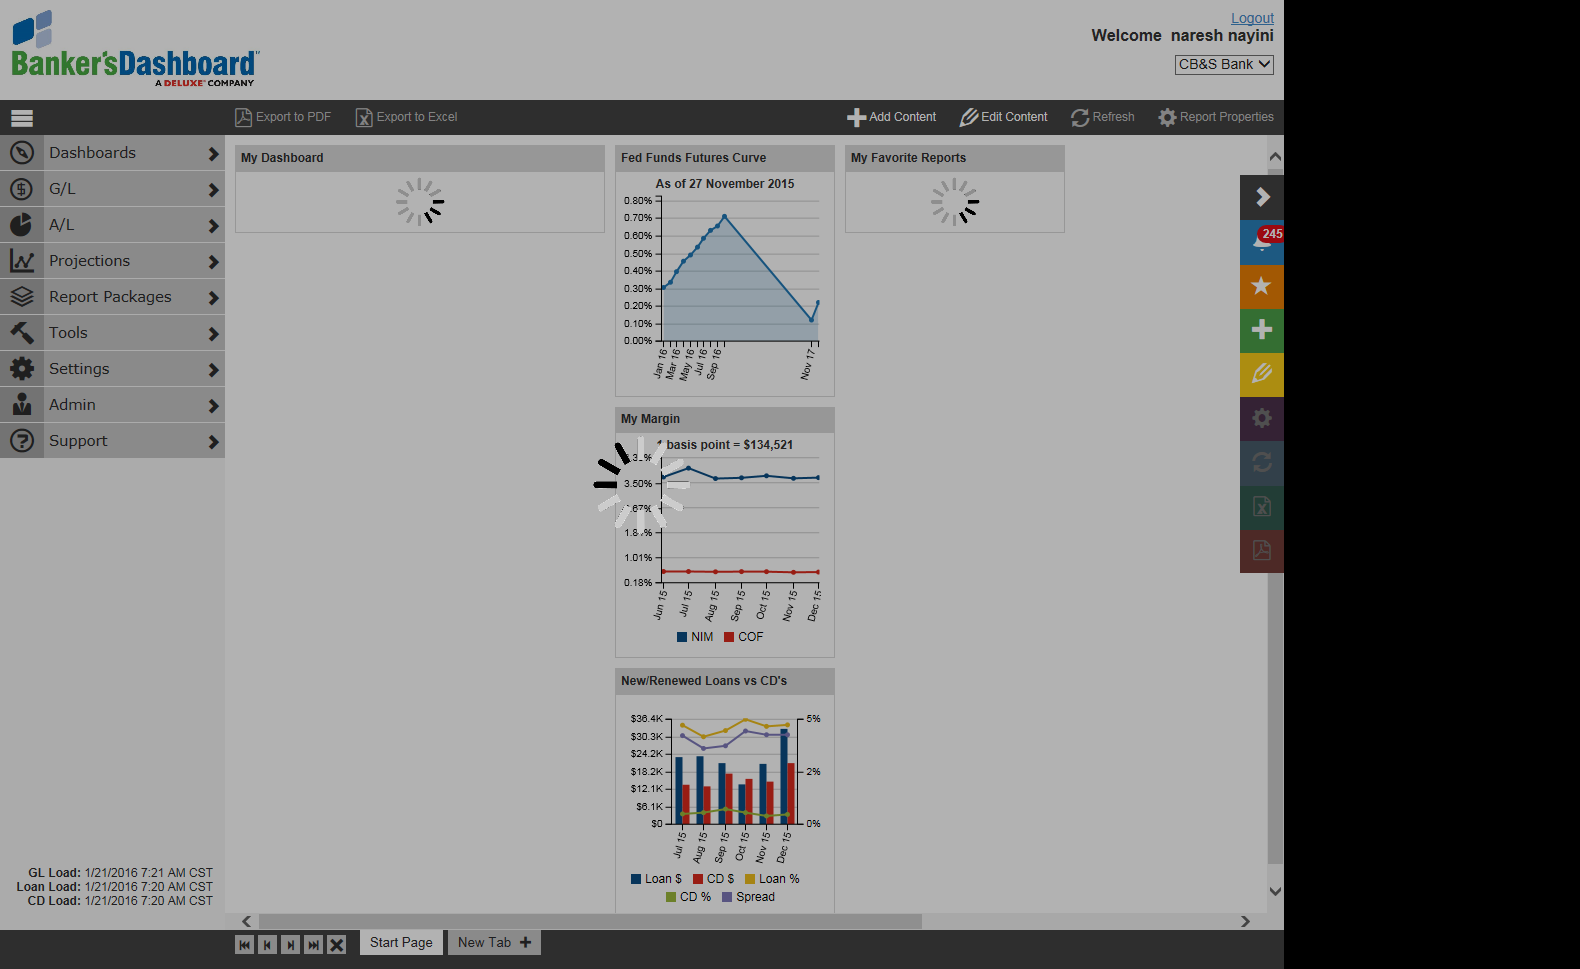 Logout
Welcome naresh nayini
CB&S Bank
Banker'sDashboard
A DELUXE COMPANY
Export to PDF
Export to Excel
Add Content
Edit Content
Refresh
Report Properties
Dashboards
G/L
A/L
Projections
Report Packages
Tools
Settings
Admin
Support
My Dashboard
Fed Funds Futures Curve
As of 27 November 2015
0.80%
0.70%
0.60%
0.50%
0.40%
0.30%
0.20%
0.10%
0.00%
Jan 16
Mar 16
May 16
Jul 16
Sep 16
Nov 17
My Favorite Reports
245
My Margin
basis point = $134,521
3.50%
1.01%
0.18%
Jun 15
Jul 15
Aug 15
Sep 15
Oct 15
Nov 15
Dec 15
NIM COF
New/Renewed Loans vs CD's
$36.4K
$30.3K
$24.2K
$18.2K
$12.1K
$6.1K
$0
5%
2%
0%
Jul 15
Aug 15
Sep 15
Oct 15
Nov 15
Dec 15
Loan $ CD $ Loan %
CD % Spread
GL Load: 1/21/2016 7:21 AM CST
Loan Load: 1/21/2016 7:20 AM CST
CD Load: 1/21/2016 7:20 AM CST
Start Page
New Tab